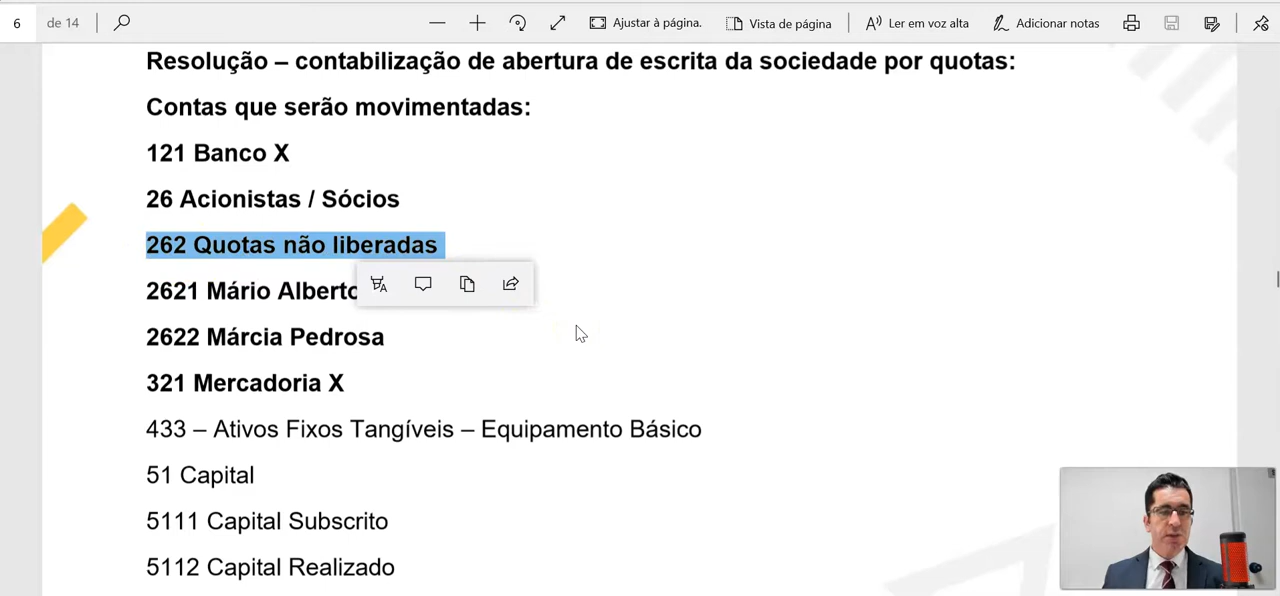 6 de 14 Ajustar à página. Vista de página Ler em voz alta Adicionar notas
Resolução – contabilização de abertura de escrita da sociedade por quotas:
Contas que serão movimentadas:
121 Banco X
26 Acionistas / Sócios
262 Quotas não liberadas
2621 Mário Alberto
2622 Márcia Pedrosa
321 Mercadoria X
433 – Ativos Fixos Tangíveis – Equipamento Básico
51 Capital
5111 Capital Subscrito
5112 Capital Realizado